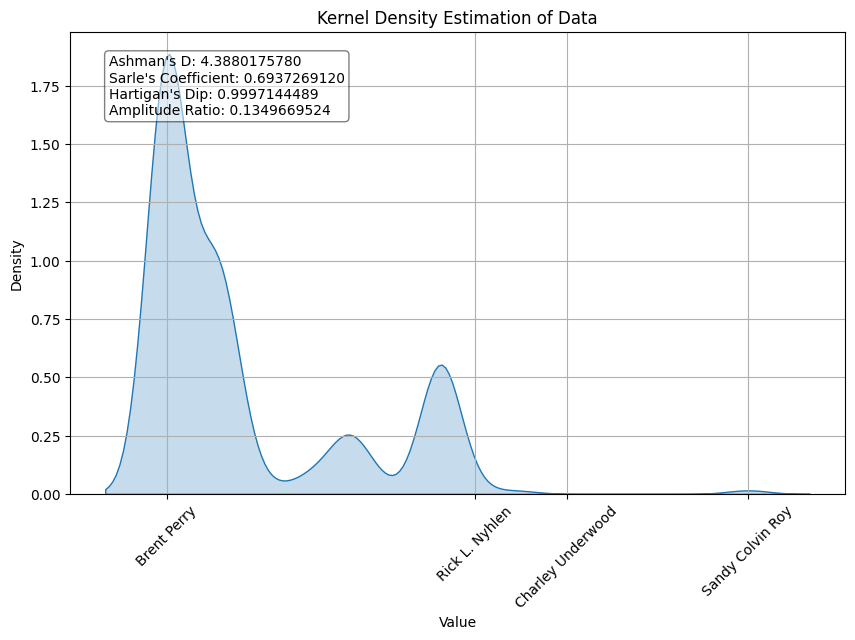 Kernel Density Estimation of Data
Ashman's D: 4.3880175780
Sarle's Coefficient: 0.6937269120
Hartigan's Dip: 0.9997144489
Amplitude Ratio: 0.1349669524
1.75
1.50
1.25
1.00
0.75
0.50
0.25
0.00
Density
Brent Perry
Rick L. Nyhlen
Charley Underwood
Sandy Colvin Roy
Value